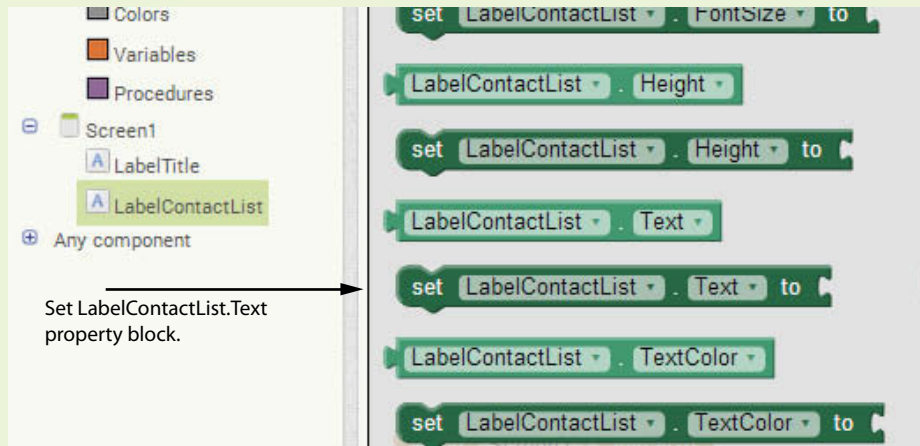 Colors
Variables
Procedures
Screen1
LabelTitle
LabelContactList
Any component
Set LabelContactList.Text
property block.
set LabelContactList . FontSize to
LabelContactList . Height
set LabelContactList . Height to
LabelContactList . Text
set LabelContactList . Text to
LabelContactList . TextColor
set LabelContactList . TextColor to